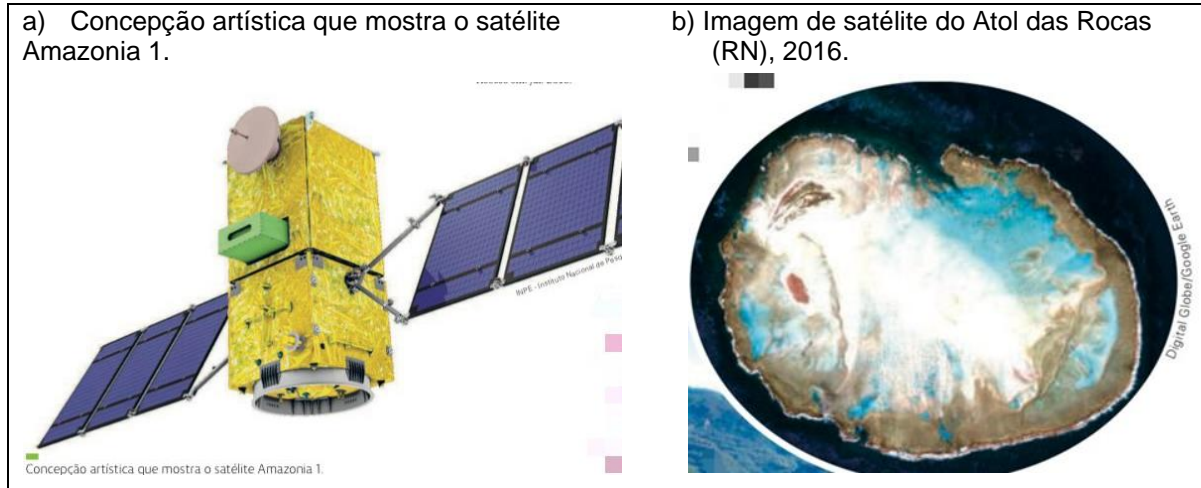 a) Concepção artística que mostra o satélite
Amazonia 1.
b) Imagem de satélite do Atol das Rocas
(RN), 2016.
INPE - Instituto Nacional de
Digital Globe/Google Earth
Concepção artística que mostra o satélite Amazonia 1.